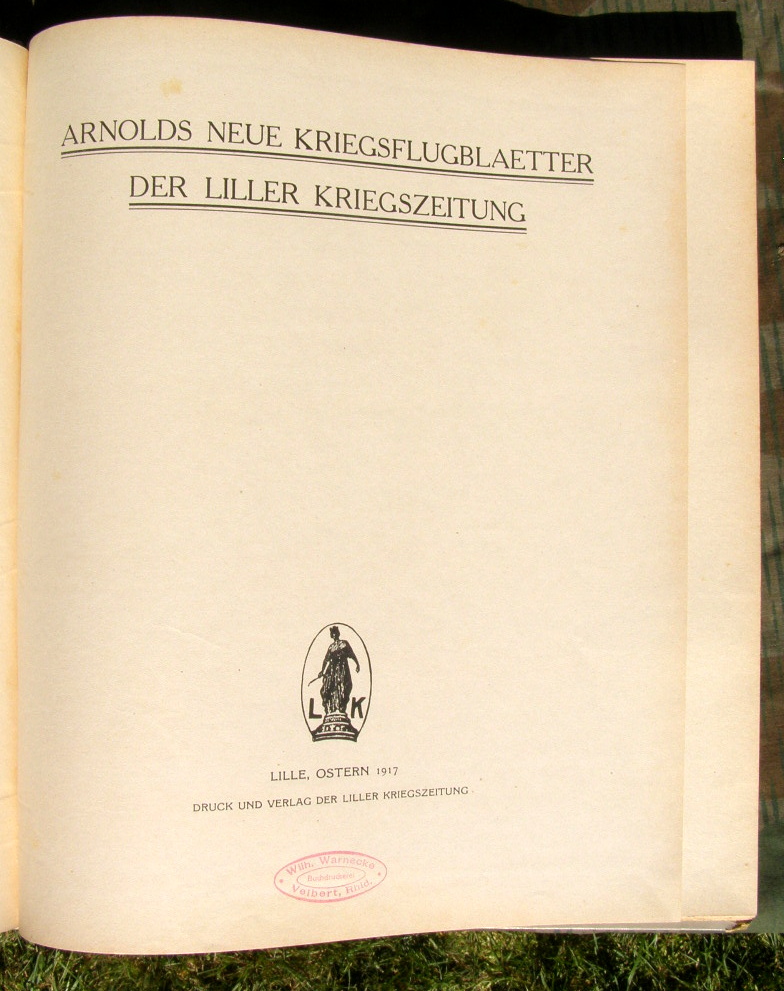 ARNOLDS NEUE KRIEGSFLUGBLAETTER
DER LILLER KRIEGSZEITUNG
L K
LILLE, OSTERN 1917
DRUCK UND VERLAG DER LILLER KRIEGSZEITUNG
Wilh. Warnecke
Buchdruckerei
Velbert, Rhld.